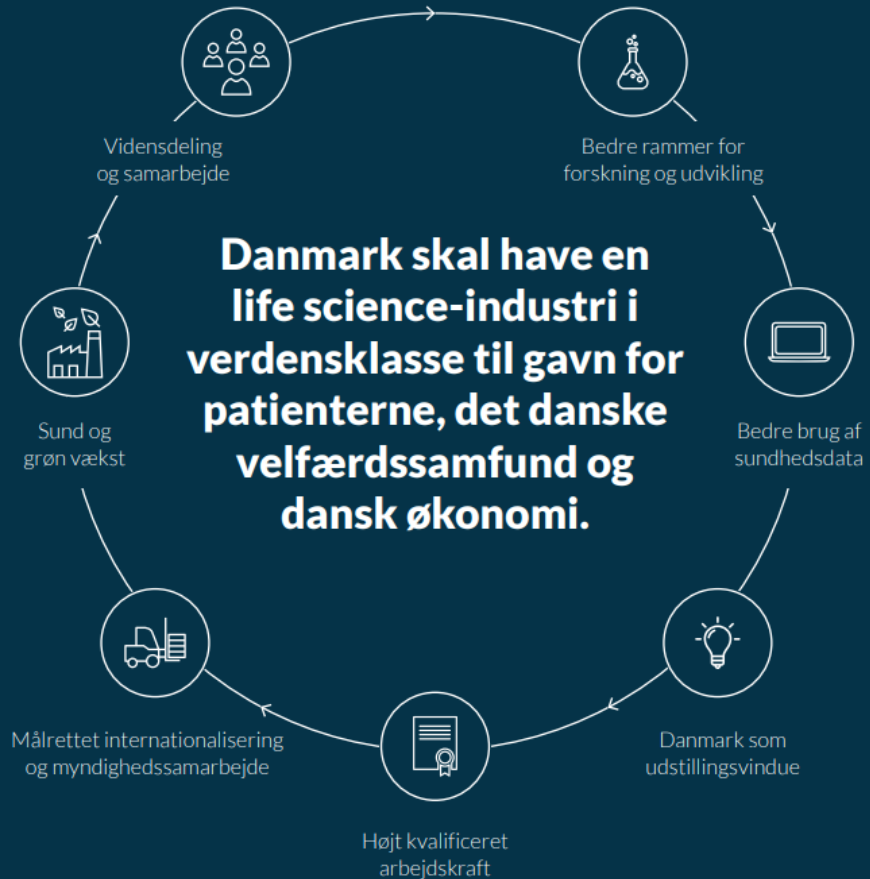 Vidensdeling
og samarbejde
Bedre rammer for
forskning og udvikling
Danmark skal have en
life science-industri i
verdensklasse til gavn for
patienterne, det danske
velfærdssamfund og
dansk økonomi.
Sund og
grøn vækst
Bedre brug af
sundhedsdata
Målrettet internationalisering
og myndighedssamarbejde
Danmark som
udstillingsvindue
Højt kvalificeret
arbejdskraft